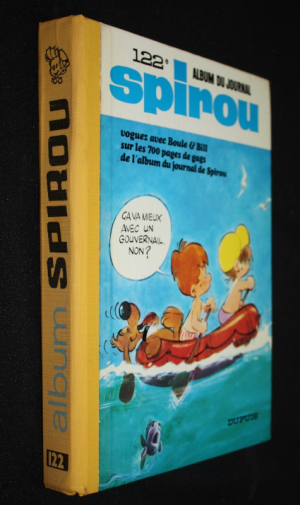 122e
ALBUM DU JOURNAL
spirou
voguez avec Boule & Bill
sur les 700 pages de gags
de l'album du journal de Spirou
ÇA VA MIEUX
AVEC UN
GOUVERNAIL,
NON?
DUPUIS
album SPIROU
122